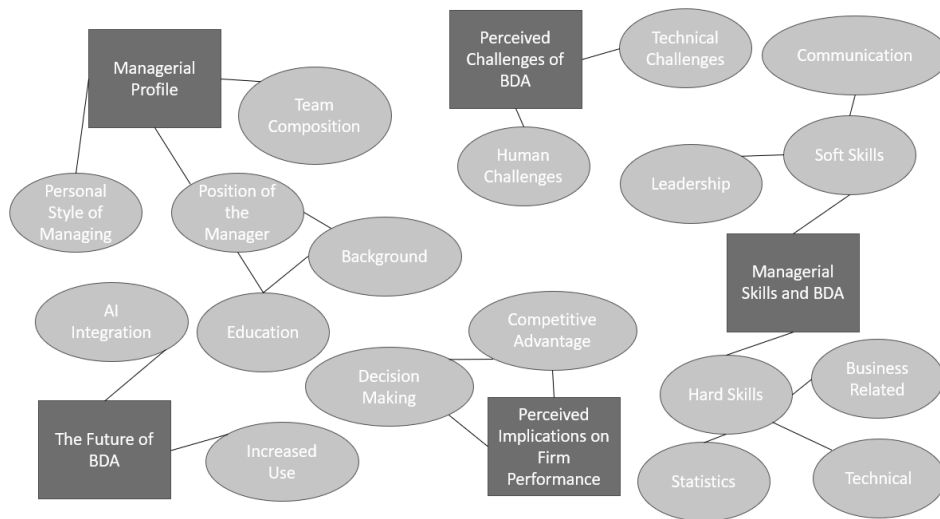 Managerial
Profile
Team
Composition
Personal
Style of
Managing
Position of
the
Manager
Background
Education
Perceived
Challenges of
BDA
Technical
Challenges
Human
Challenges
Communication
Soft Skills
Leadership
Managerial
Skills and BDA
Hard Skills
Business
Related
Statistics
Technical
AI
Integration
The Future of
BDA
Increased
Use
Competitive
Advantage
Decision
Making
Perceived
Implications on
Firm
Performance